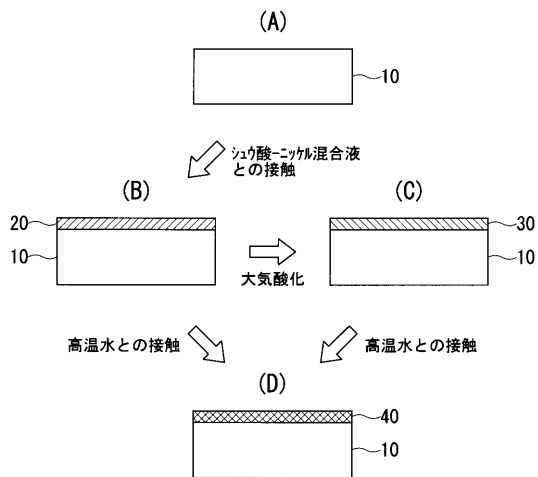 (A)
10
シュウ酸ーニッケル混合液
との接触
(B)
(C)
20
10
大気酸化
30
10
高温水との接触
高温水との接触
(D)
40
10